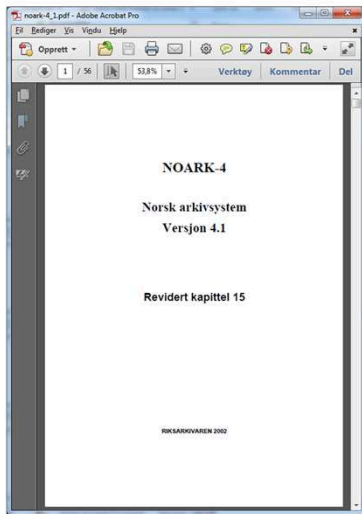 noark-4_1.pdf - Adobe Acrobat Pro
Fil Rediger Vis Vindu Hjelp
Opprett
1 / 56 53,8% Verktøy Kommentar Del
NOARK-4
Norsk arkivsystem
Versjon 4.1
Revidert kapittel 15
RIKSARKIVAREN 2002